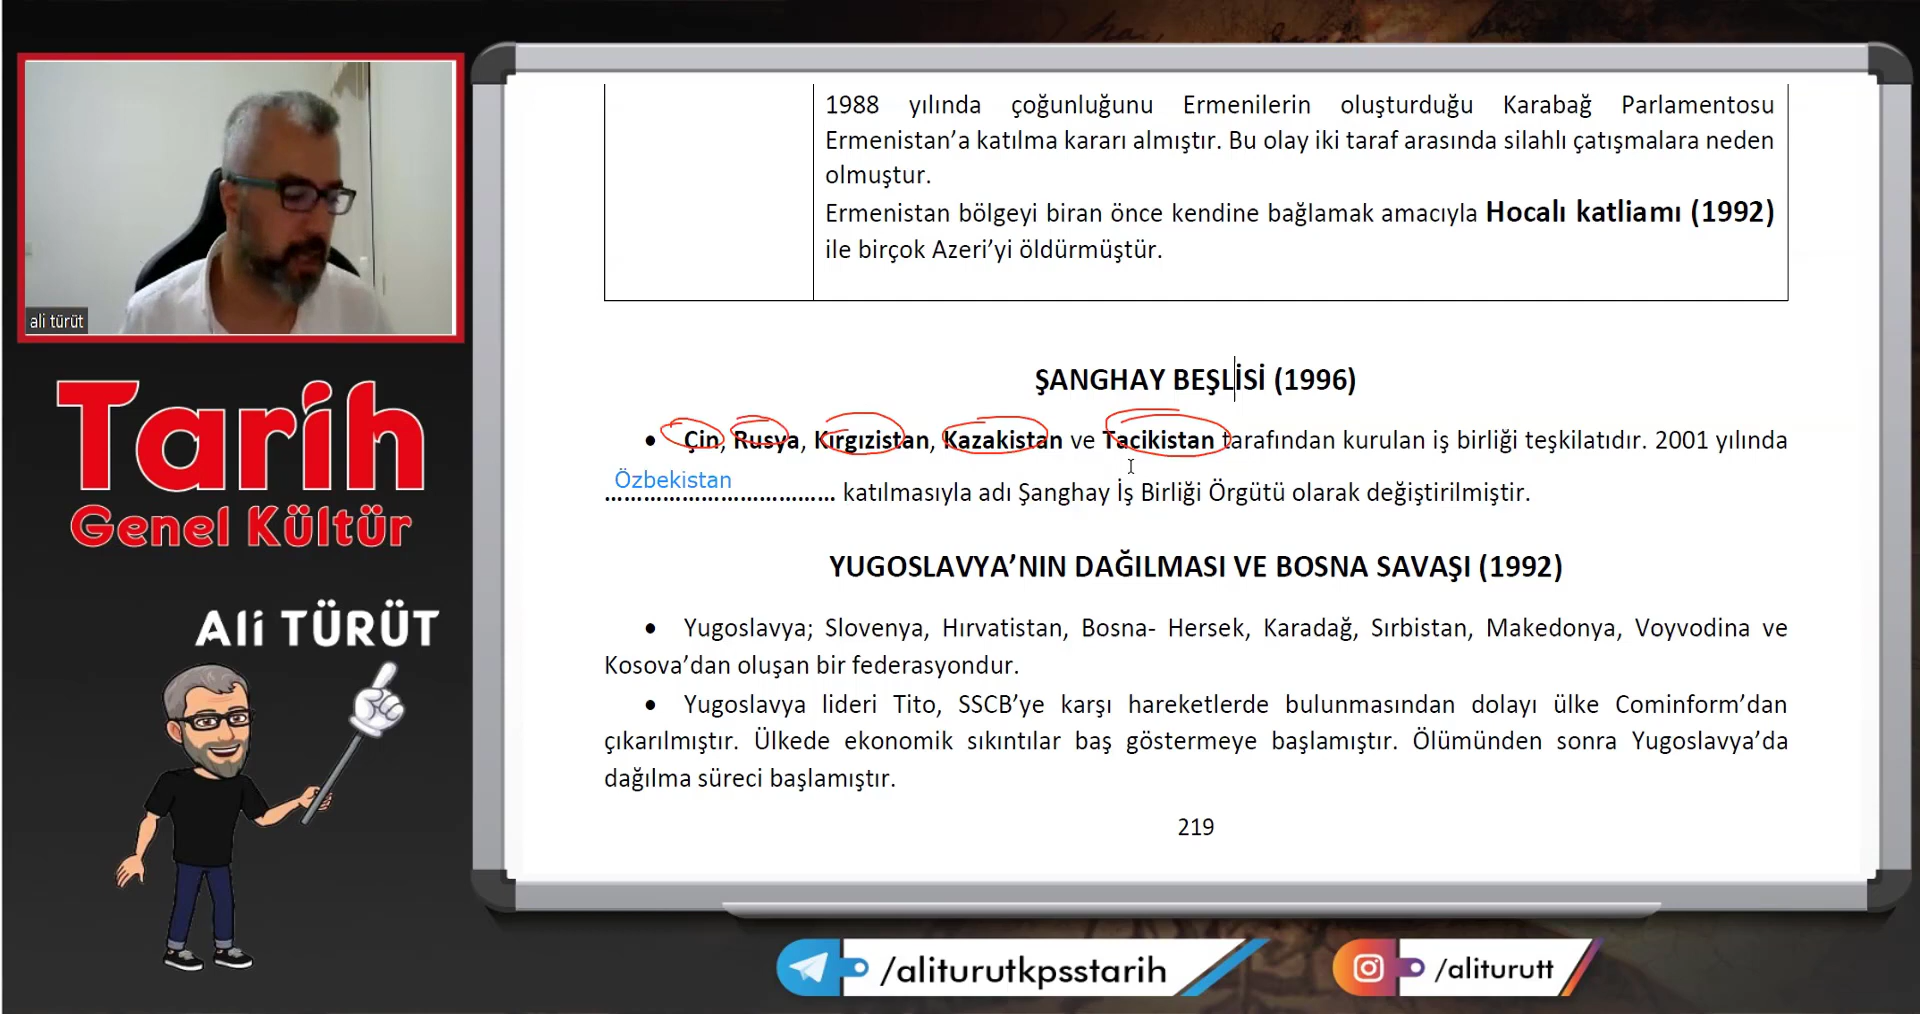 ali türüt
Tarih
Genel Kültür
Ali TÜRÜT
1988 yılında çoğunluğunu Ermenilerin oluşturduğu Karabağ Parlamentosu
Ermenistan’a katılma kararı almıştır. Bu olay iki taraf arasında silahlı çatışmalara neden
olmuştur.
Ermenistan bölgeyi biran önce kendine bağlamak amacıyla Hocalı katliamı (1992)
ile birçok Azeri’yi öldürmüştür.
ŞANGHAY BEŞLİSİ (1996)
• Çin, Rusya, Kırgızistan, Kazakistan ve Tacikistan tarafından kurulan iş birliği teşkilatıdır. 2001 yılında
Özbekistan
.................................... katılmasıyla adı Şanghay İş Birliği Örgütü olarak değiştirilmiştir.
YUGOSLAVYA’NIN DAĞILMASI VE BOSNA SAVAŞI (1992)
• Yugoslavya; Slovenya, Hırvatistan, Bosna- Hersek, Karadağ, Sırbistan, Makedonya, Voyvodina ve
Kosova’dan oluşan bir federasyondur.
• Yugoslavya lideri Tito, SSCB’ye karşı hareketlerde bulunmasından dolayı ülke Cominform’dan
çıkarılmıştır. Ülkede ekonomik sıkıntılar baş göstermeye başlamıştır. Ölümünden sonra Yugoslavya’da
dağılma süreci başlamıştır.
219
/aliturutkpsstarih
/aliturutt